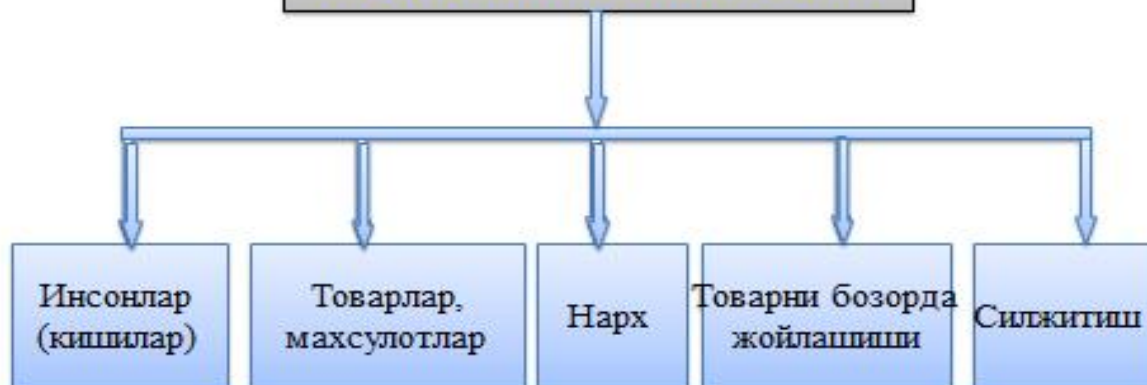 Инсонлар
(кишилар)
Товарлар,
махсулотлар
Нарх
Товарни бозорда
жойлашиши
Силжитиш